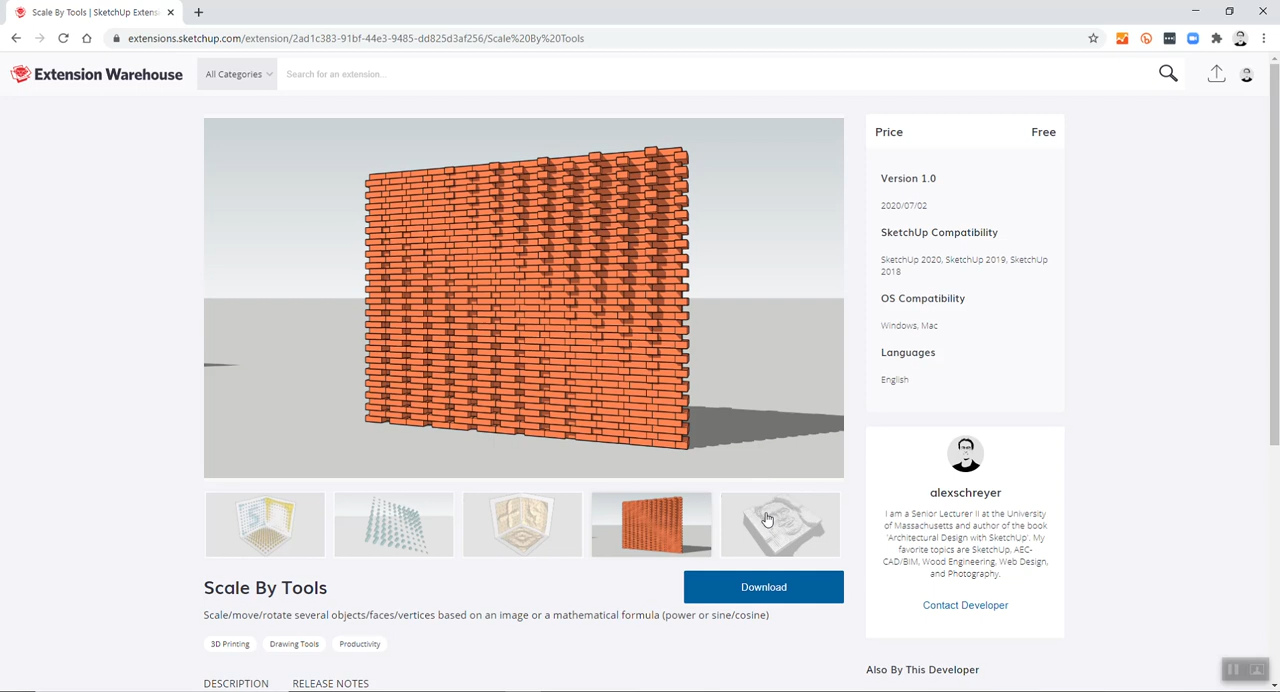 Scale By Tools | SketchUp Extens
extensions.sketchup.com/extension/2ad1c383-91bf-44e3-9485-dd825d3af256/Scale%20By%20Tools
Extension Warehouse
All Categories
Search for an extension...
Price
Free
Version 1.0
2020/07/02
SketchUp Compatibility
SketchUp 2020, SketchUp 2019, SketchUp
2018
OS Compatibility
Windows, Mac
Languages
English
alexschreyer
I am a Senior Lecturer II at the University
of Massachusetts and author of the book
'Architectural Design with SketchUp'. My
favorite topics are SketchUp, AEC-
CAD/BIM, Wood Engineering, Web Design,
and Photography.
Contact Developer
Scale By Tools
Download
Scale/move/rotate several objects/faces/vertices based on an image or a mathematical formula (power or sine/cosine)
3D Printing
Drawing Tools
Productivity
Also By This Developer
DESCRIPTION
RELEASE NOTES